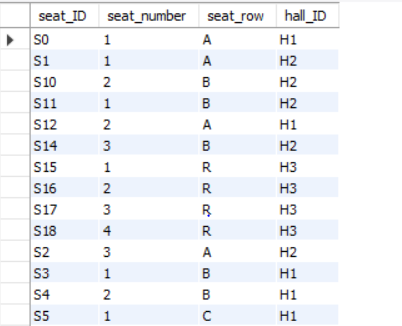 seat_ID seat_number seat_row hall_ID
S0 1 A H1
S1 1 A H2
S10 2 B H2
S11 1 B H2
S12 2 A H1
S14 3 B H2
S15 1 R H3
S16 2 R H3
S17 3 R H3
S18 4 R H3
S2 3 A H2
S3 1 B H1
S4 2 B H1
S5 1 C H1